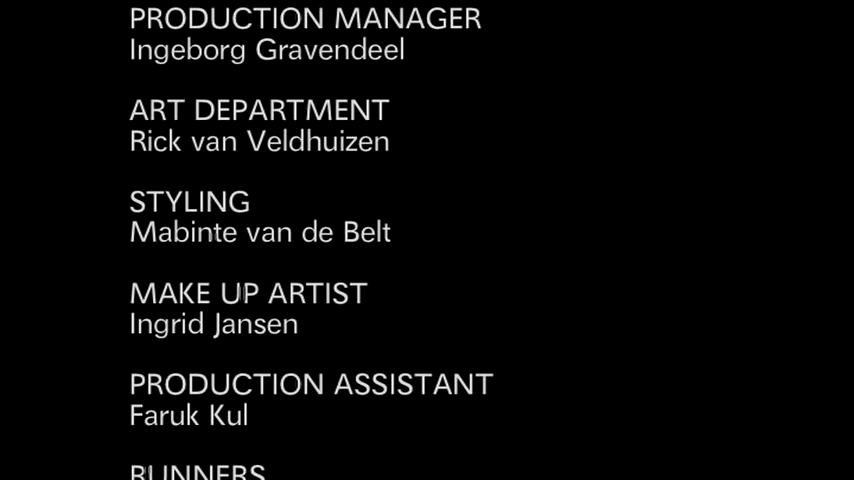 PRODUCTION MANAGER
Ingeborg Gravendeel
ART DEPARTMENT
Rick van Veldhuizen
STYLING
Mabinte van de Belt
MAKE UP ARTIST
Ingrid Jansen
PRODUCTION ASSISTANT
Faruk Kul
RUNNERS